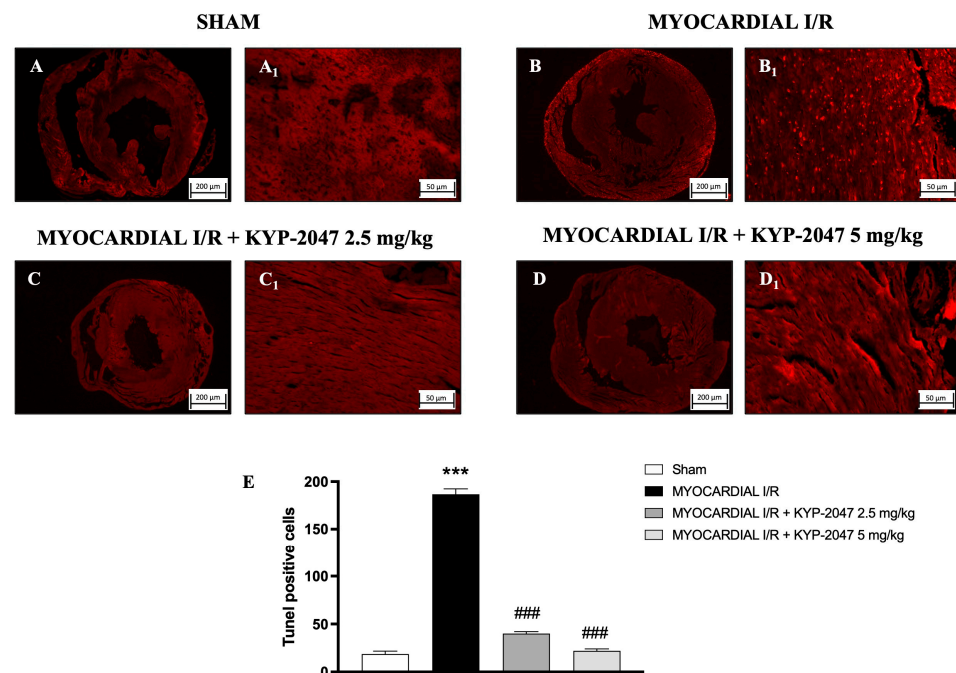 SHAM
MYOCARDIAL I/R
A
A1
B
B1
200 µm
50 µm
200 µm
50 µm
MYOCARDIAL I/R + KYP-2047 2.5 mg/kg
MYOCARDIAL I/R + KYP-2047 5 mg/kg
C
C1
D
D1
200 µm
50 µm
200 µm
50 µm
E
Tunel positive cells
200
150
100
50
0
***
###
###
Sham
MYOCARDIAL I/R
MYOCARDIAL I/R + KYP-2047 2.5 mg/kg
MYOCARDIAL I/R + KYP-2047 5 mg/kg